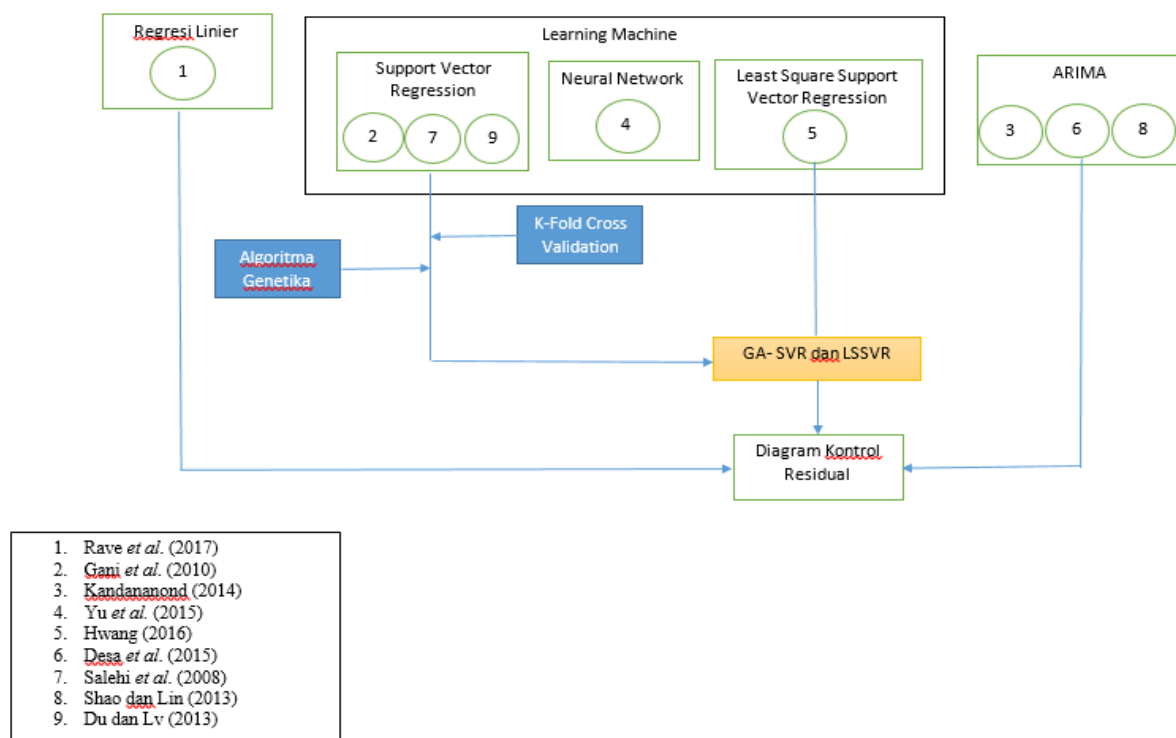 Regresi Linier
1
Learning Machine
Support Vector
Regression
2 7 9
Neural Network
4
Least Square Support
Vector Regression
5
ARIMA
3 6 8
K-Fold Cross
Validation
Algoritma
Genetika
GA- SVR dan LSSVR
Diagram Kontrol
Residual
1. Rave et al. (2017)
2. Gani et al. (2010)
3. Kandananond (2014)
4. Yu et al. (2015)
5. Hwang (2016)
6. Desa et al. (2015)
7. Salehi et al. (2008)
8. Shao dan Lin (2013)
9. Du dan Lv (2013)